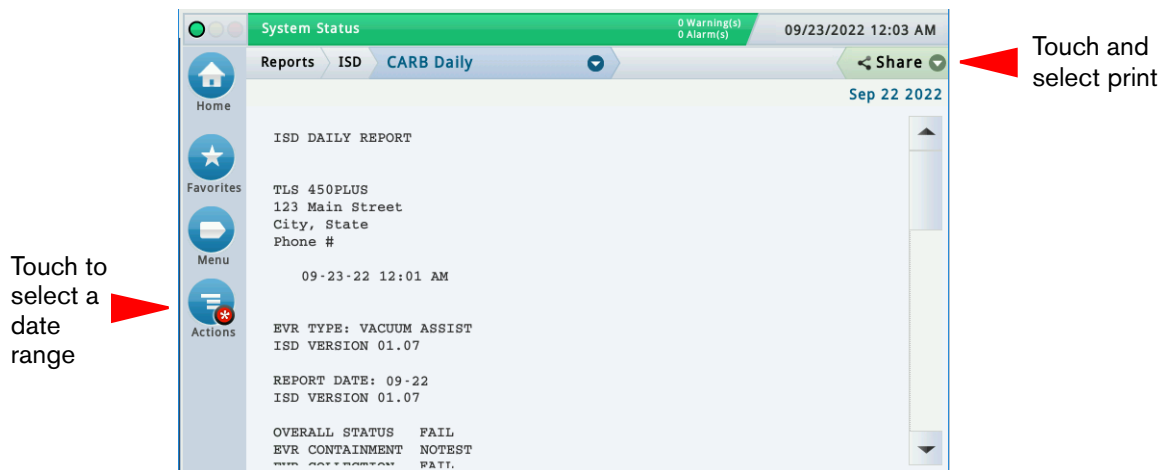 System Status
0 Warning(s)
0 Alarm(s)
09/23/2022 12:03 AM
Reports ISD CARB Daily
Share
Sep 22 2022
Home
Favorites
Menu
Actions
ISD DAILY REPORT
TLS 450PLUS
123 Main Street
City, State
Phone #
09-23-22 12:01 AM
EVR TYPE: VACUUM ASSIST
ISD VERSION 01.07
REPORT DATE: 09-22
ISD VERSION 01.07
OVERALL STATUS FAIL
EVR CONTAINMENT NOTEST
EVR COLLECTION FAIL
Touch and
select print
Touch to
select a
date
range